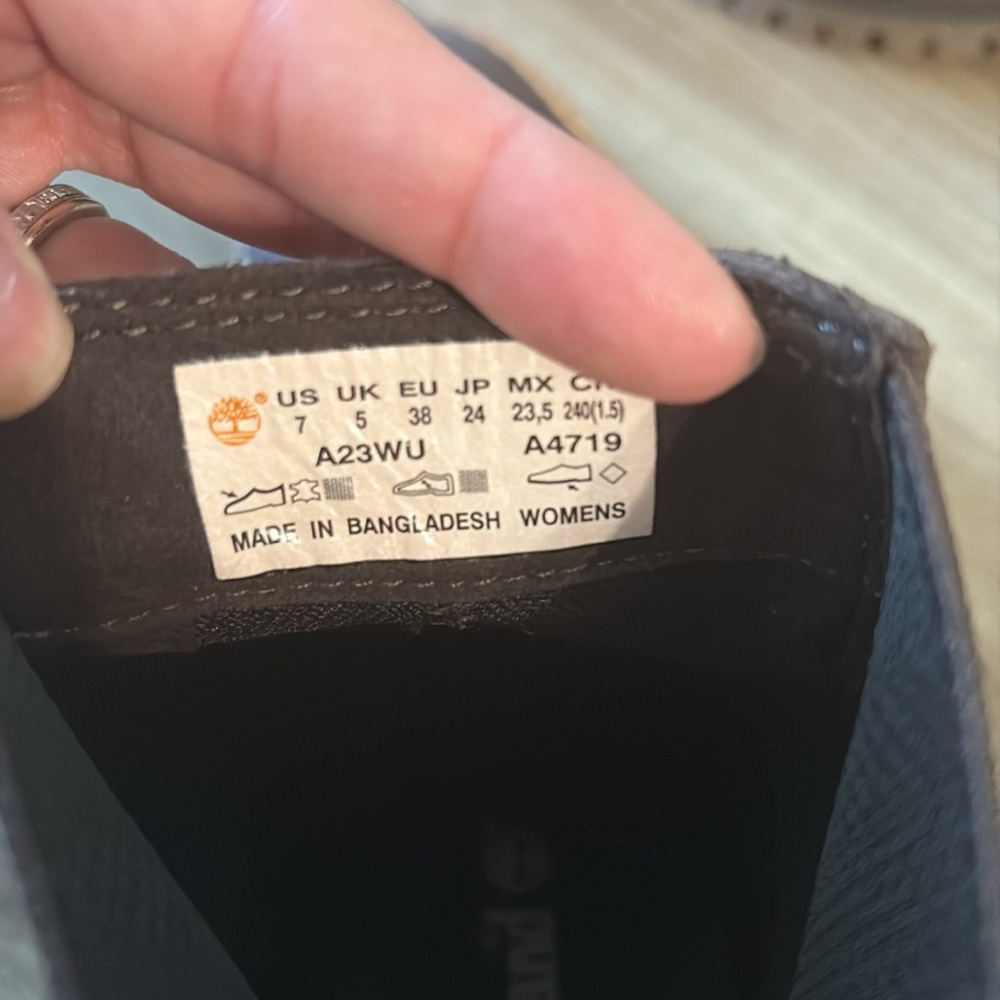 US UK EU JP MX
7 5 38 24 23,5 240(1.5)
A23WU A4719
MADE IN BANGLADESH WOMENS